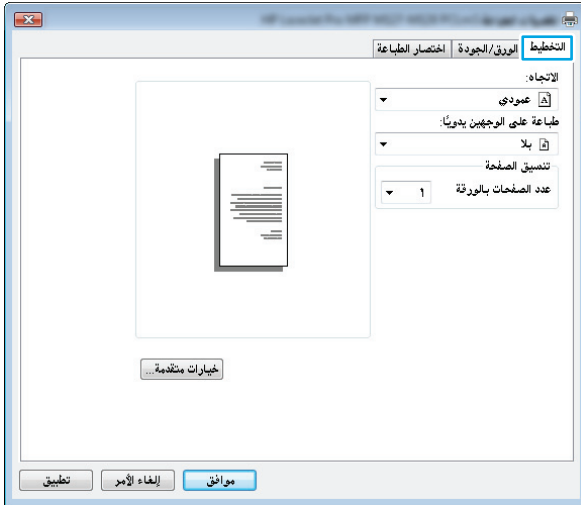 التخطيط
الورق/الجودة
اختصار الطباعة
الاتجاه:
عمودي
طباعة على الوجهين يدويًا:
بلا
تنسيق الصفحة
عدد الصفحات بالورقة
١
خيارات متقدمة...
موافق
إلغاء الأمر
تطبيق